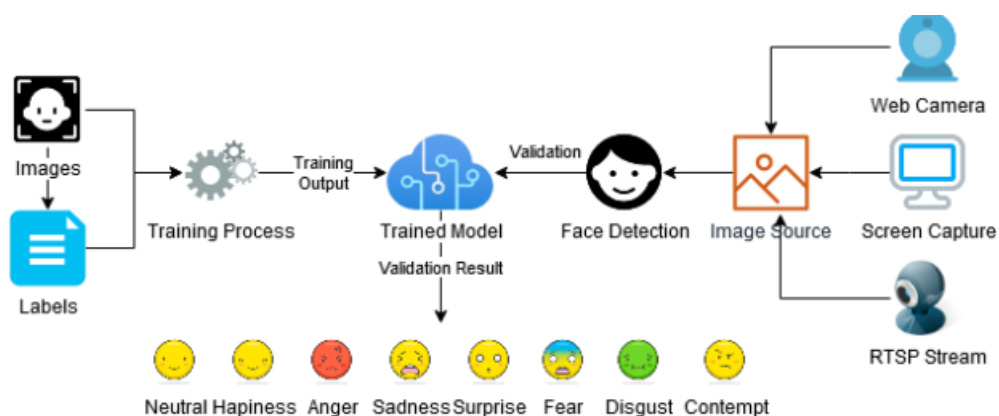 Images
Labels
Training Process
Training
Output
Trained Model
Validation
Face Detection
Image Source
Web Camera
Screen Capture
RTSP Stream
Validation Result
Neutral Hapiness Anger Sadness Surprise Fear Disgust Contempt